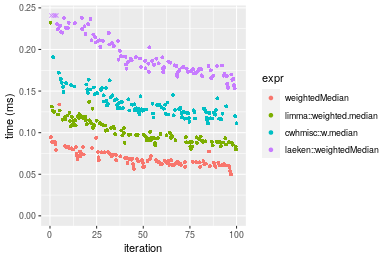 0.25
0.20
0.15
0.10
0.05
0.00
time (ms)
0
25
50
75
100
iteration
expr
weightedMedian
limma::weighted.median
cwhmisc::w.median
laeken::weightedMedian